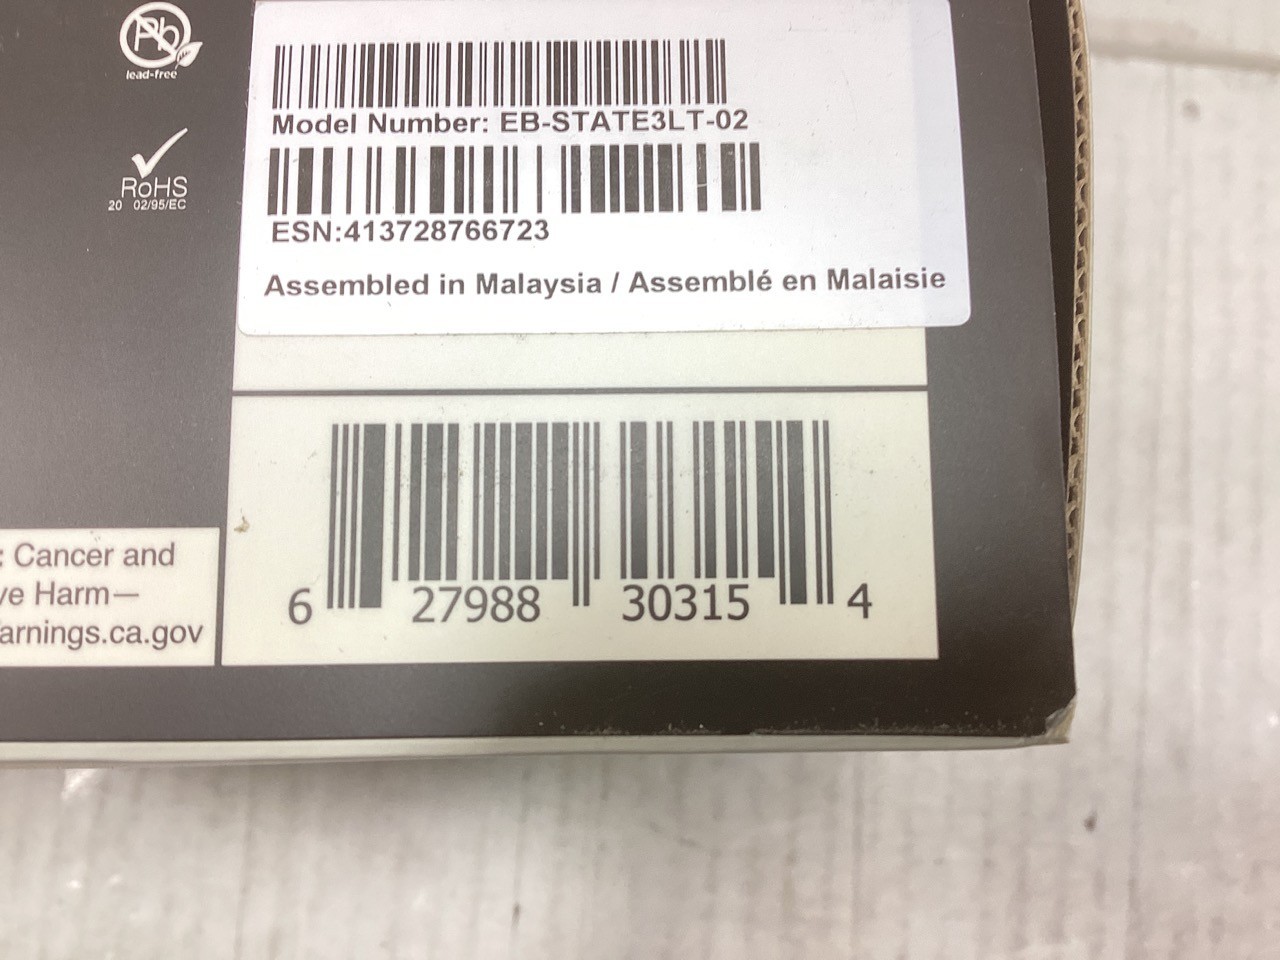 Pb
lead-free
RoHS
20 02/95/EC
Model Number: EB-STATE3LT-02
ESN:413728766723
Assembled in Malaysia / Assemblé en Malaisie
: Cancer and
ve Harm—
arnings.ca.gov
6 27988 30315 4